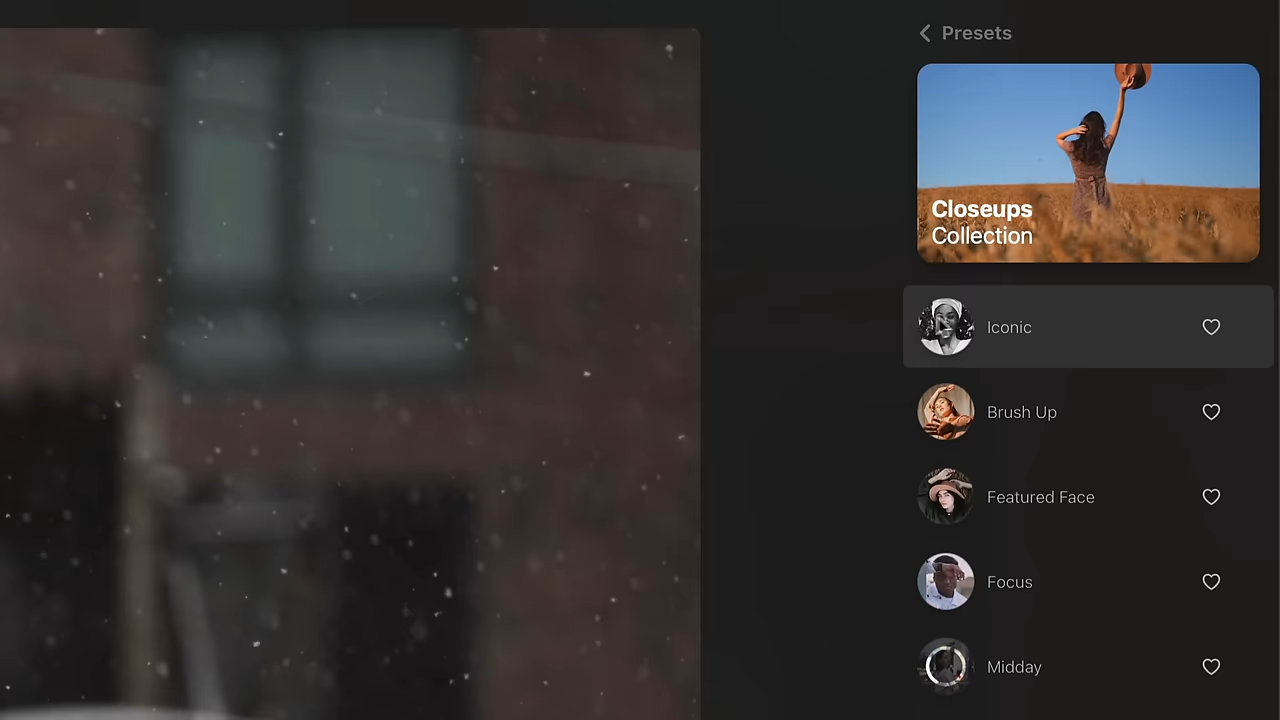 Presets
Closeups
Collection
Iconic
Brush Up
Featured Face
Focus
Midday